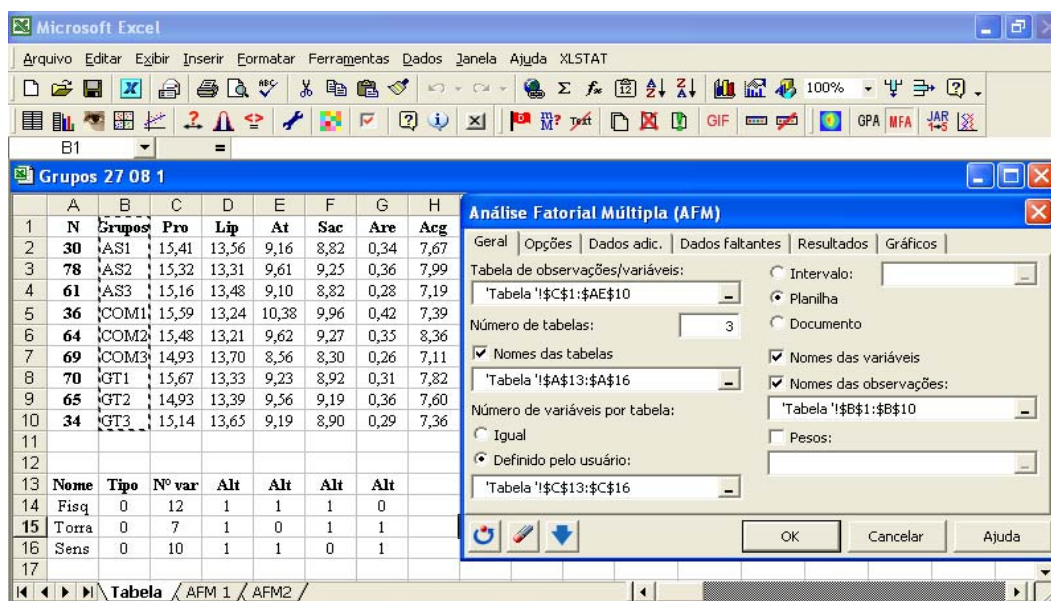 Microsoft Excel
Arquivo Editar Exibir Inserir Formatar Ferramentas Dados Janela Ajuda XLSTAT
100%
GIF GPA MFA JAR
B1 =
Grupos 27 08 1
A B C D E F G H
1 N Grupos Pro Lip At Sac Are Acg
2 30 AS1 15,41 13,56 9,16 8,82 0,34 7,67
3 78 AS2 15,32 13,31 9,61 9,25 0,36 7,99
4 61 AS3 15,16 13,48 9,10 8,82 0,28 7,19
5 36 COM1 15,59 13,24 10,38 9,96 0,42 7,39
6 64 COM2 15,48 13,21 9,62 9,27 0,35 8,36
7 69 COM3 14,93 13,70 8,56 8,30 0,26 7,11
8 70 GT1 15,67 13,33 9,23 8,92 0,31 7,82
9 65 GT2 14,93 13,39 9,56 9,19 0,36 7,60
10 34 GT3 15,14 13,65 9,19 8,90 0,29 7,36
11
12
13 Nome Tipo Nº var Alt Alt Alt Alt
14 Fisq 0 12 1 1 1 0
15 Torra 0 7 1 0 1 1
16 Sens 0 10 1 1 0 1
17
Tabela AFM 1 AFM2
Análise Fatorial Múltipla (AFM)
Geral Opções Dados adic. Dados faltantes Resultados Gráficos
Tabela de observações/variáveis:
'Tabela '!$C$1:$AE$10
Número de tabelas: 3
Nomes das tabelas
'Tabela '!$A$13:$A$16
Número de variáveis por tabela:
Igual
Definido pelo usuário:
'Tabela '!$C$13:$C$16
Intervalo:
Planilha
Documento
Nomes das variáveis
Nomes das observações:
'Tabela '!$B$1:$B$10
Pesos:
OK Cancelar Ajuda